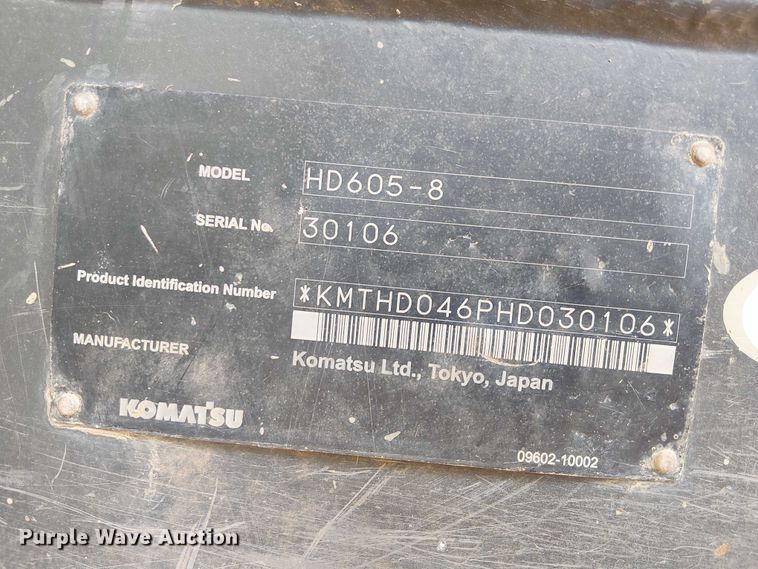 MODEL HD605-8
SERIAL No. 30106
Product Identification Number *KMTHD046PHD030106*
MANUFACTURER Komatsu Ltd., Tokyo, Japan
KOMATSU
09602-10002
Purple Wave Auction